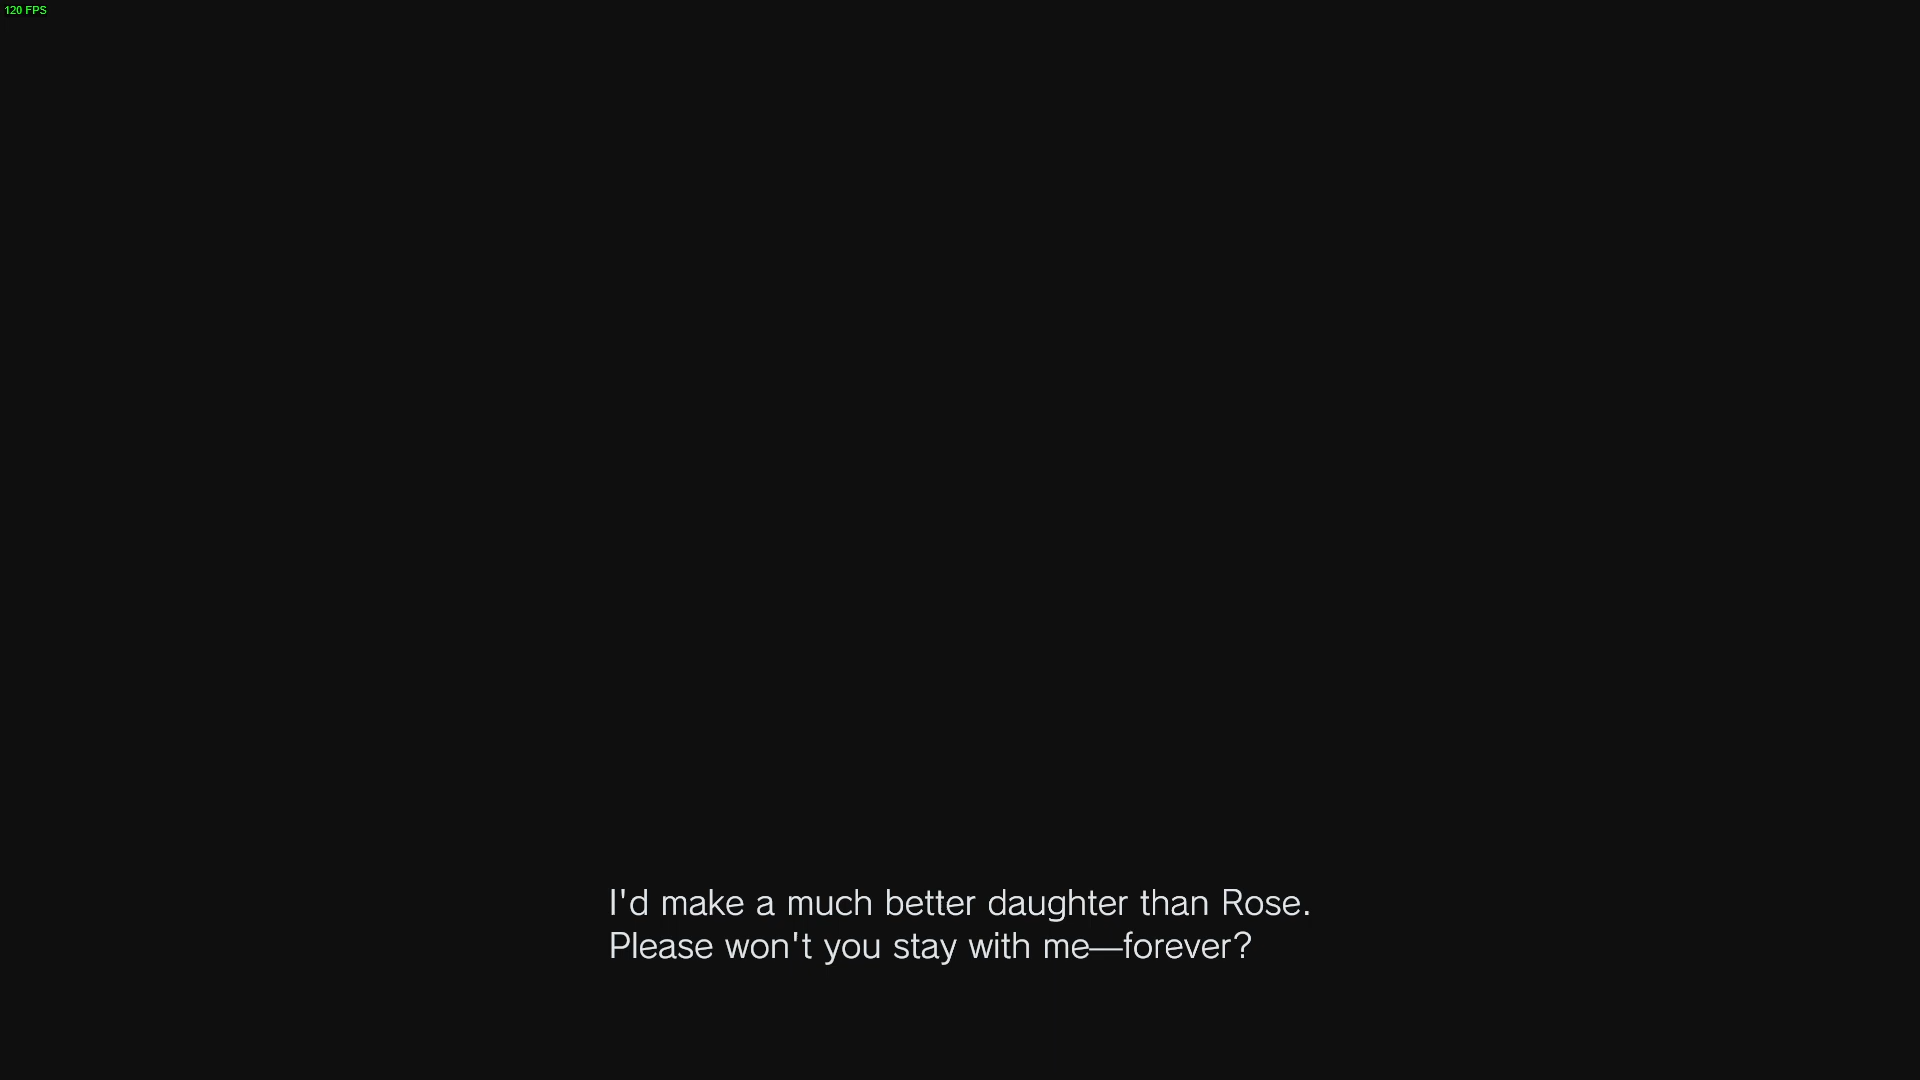 120 FPS
I'd make a much better daughter than Rose.
Please won't you stay with me—forever?